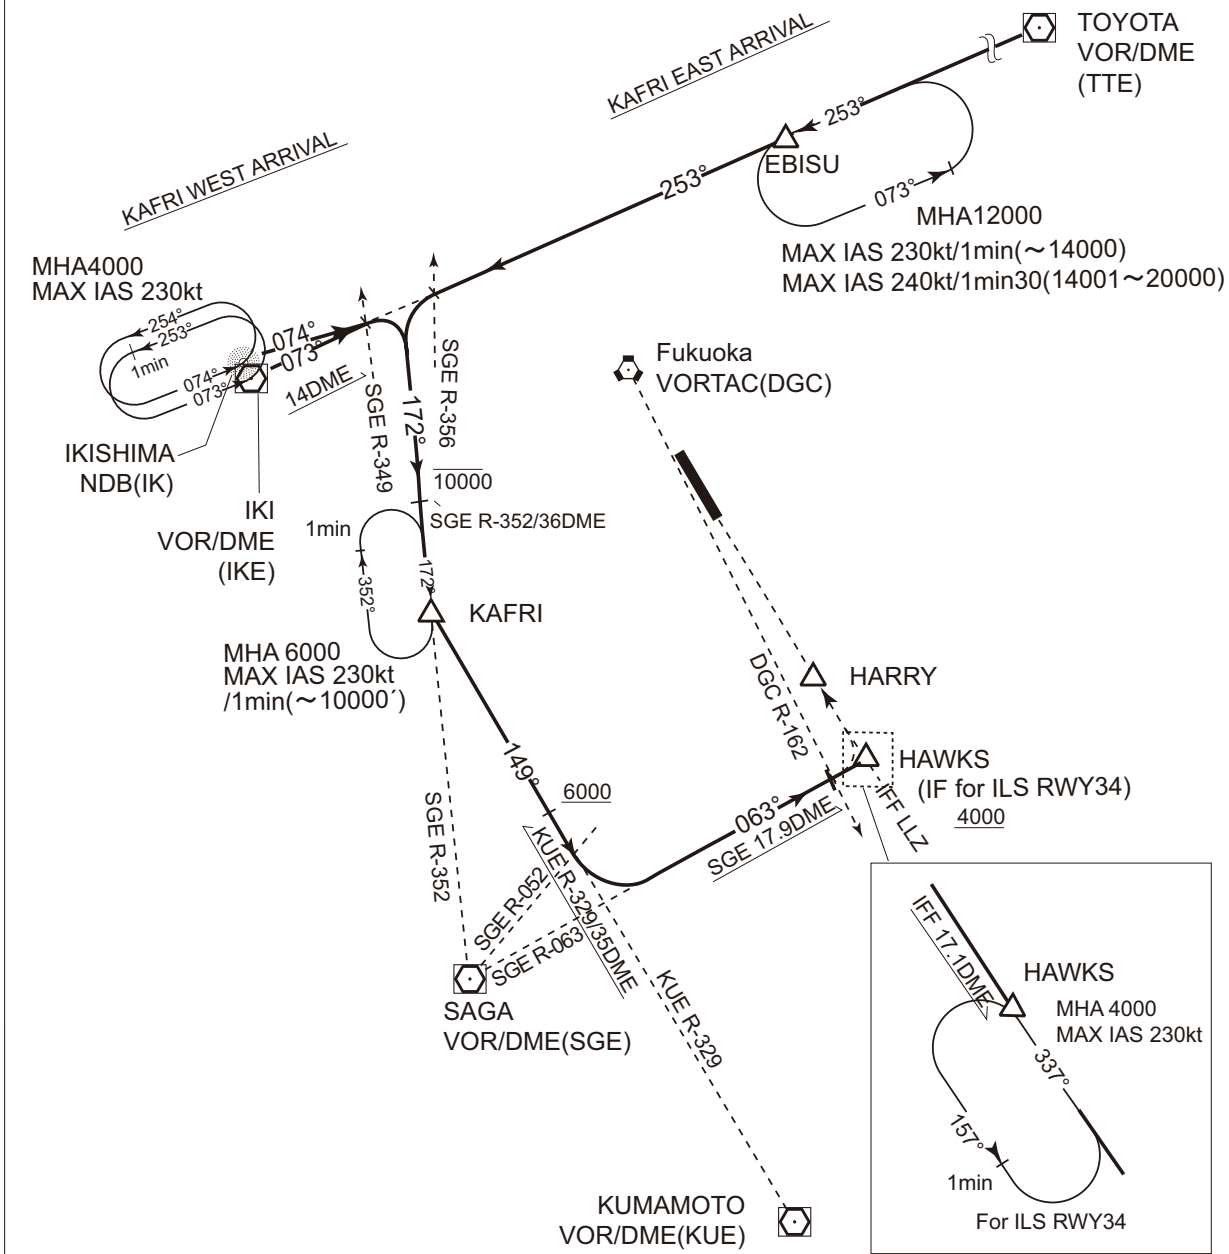 TOYOTA
VOR/DME
(TTE)
KAFRI EAST ARRIVAL
253°
EBISU
073°
MHA12000
MAX IAS 230kt/1min(～14000)
MAX IAS 240kt/1min30(14001～20000)
253°
KAFRI WEST ARRIVAL
MHA4000
MAX IAS 230kt
254°
253°
1min
074°
073°
074°
073°
14DME
IKISHIMA
NDB(IK)
IKI
VOR/DME
(IKE)
SGE R-349
SGE R-356
172°
10000
SGE R-352/36DME
Fukuoka
VORTAC(DGC)
1min
352°
172°
KAFRI
MHA 6000
MAX IAS 230kt
/1min(～10000´)
149°
6000
SGE R-352
SGE R-052
SGE R-063
KUE R-329/35DME
KUE R-329
SAGA
VOR/DME(SGE)
063°
SGE 17.9DME
DGC R-162
HARRY
HAWKS
(IF for ILS RWY34)
4000
IFF LLZ
IFF 17.1DME
HAWKS
MHA 4000
MAX IAS 230kt
337°
157°
1min
For ILS RWY34
KUMAMOTO
VOR/DME(KUE)